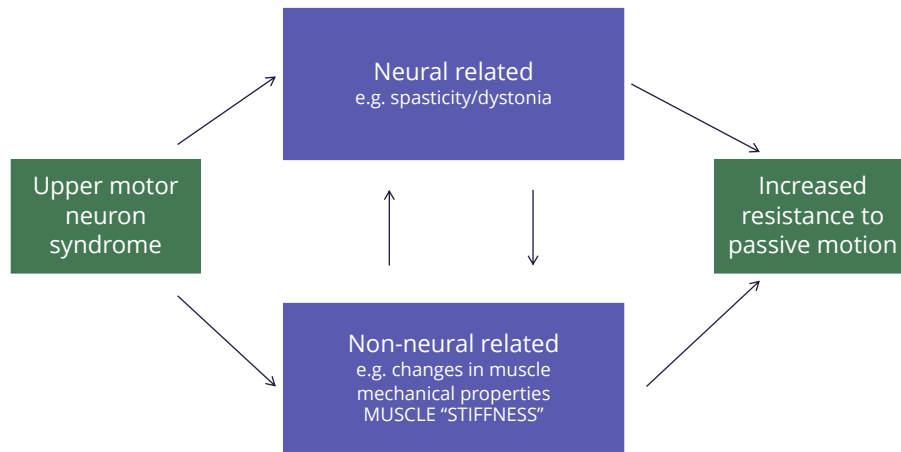 Neural related
e.g. spasticity/dystonia
Upper motor
neuron
syndrome
Increased
resistance to
passive motion
Non-neural related
e.g. changes in muscle
mechanical properties
MUSCLE “STIFFNESS”